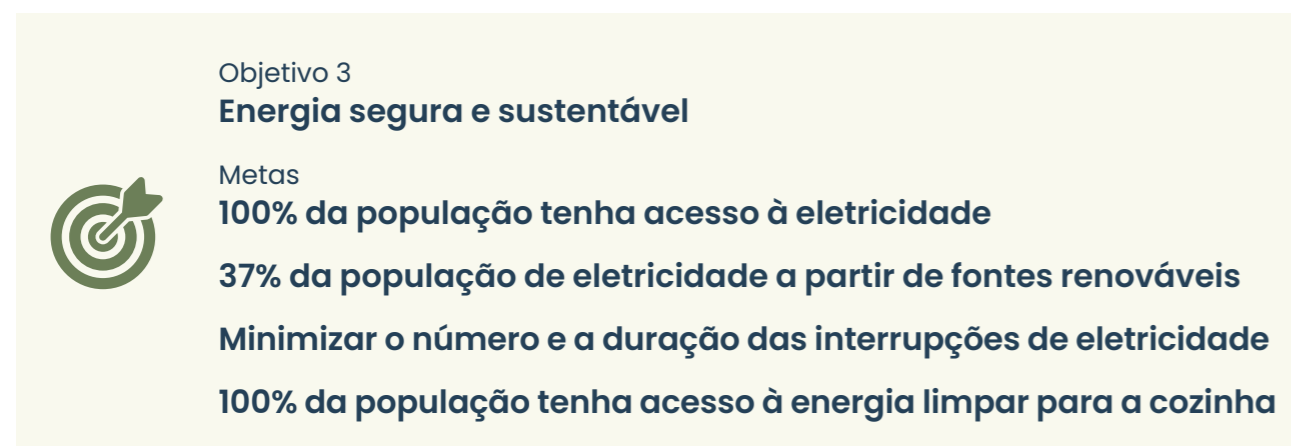 Objetivo 3
Energia segura e sustentável
Metas
100% da população tenha acesso à eletricidade
37% da população de eletricidade a partir de fontes renováveis
Minimizar o número e a duração das interrupções de eletricidade
100% da população tenha acesso à energia limpar para a cozinha